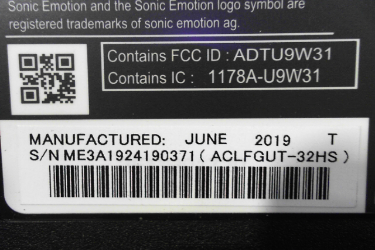 Sonic Emotion and the Sonic Emotion logo symbol are
registered trademarks of sonic emotion ag.
Contains FCC ID : ADTU9W31
Contains IC : 1178A-U9W31
MANUFACTURED: JUNE 2019 T
S/N ME3A1924190371 ( ACLFGUT-32HS )